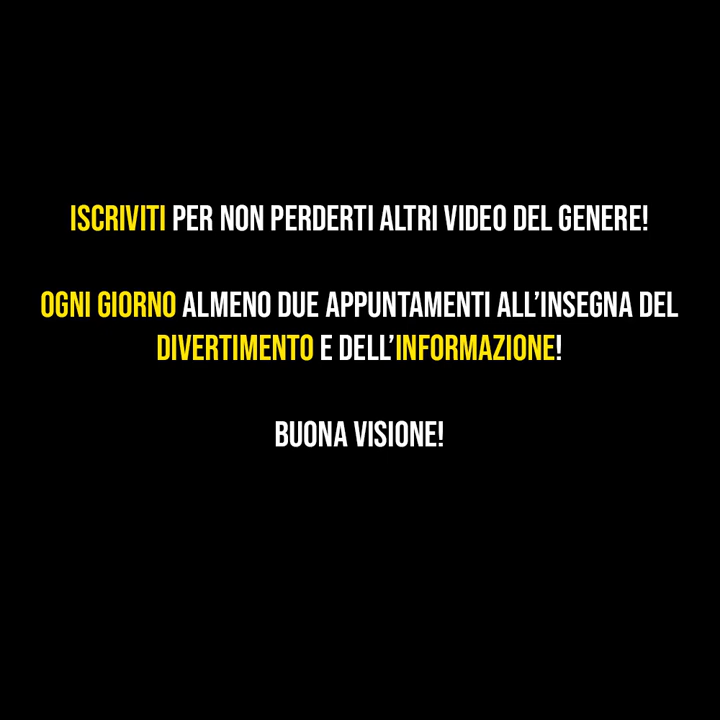 ISCRIVITI PER NON PERDERTI ALTRI VIDEO DEL GENERE!
OGNI GIORNO ALMENO DUE APPUNTAMENTI ALL’INSEGNA DEL
DIVERTIMENTO E DELL’INFORMAZIONE!
BUONA VISIONE!